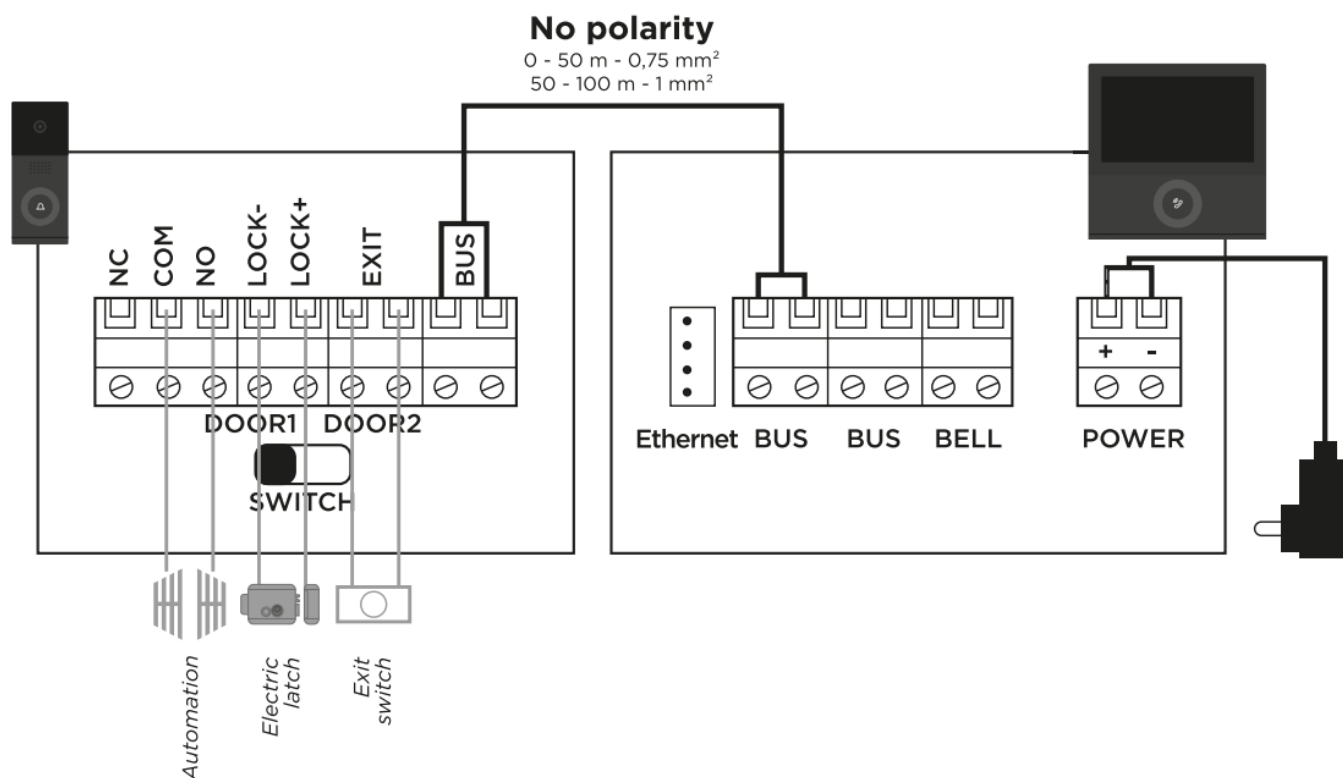 No polarity
0 - 50 m - 0,75 mm²
50 - 100 m - 1 mm²
NC
COM
NO
LOCK-
LOCK+
EXIT
BUS
DOOR1 DOOR2
SWITCH
Automation
Electric
latch
Exit
switch
+ -
Ethernet BUS BUS BELL POWER